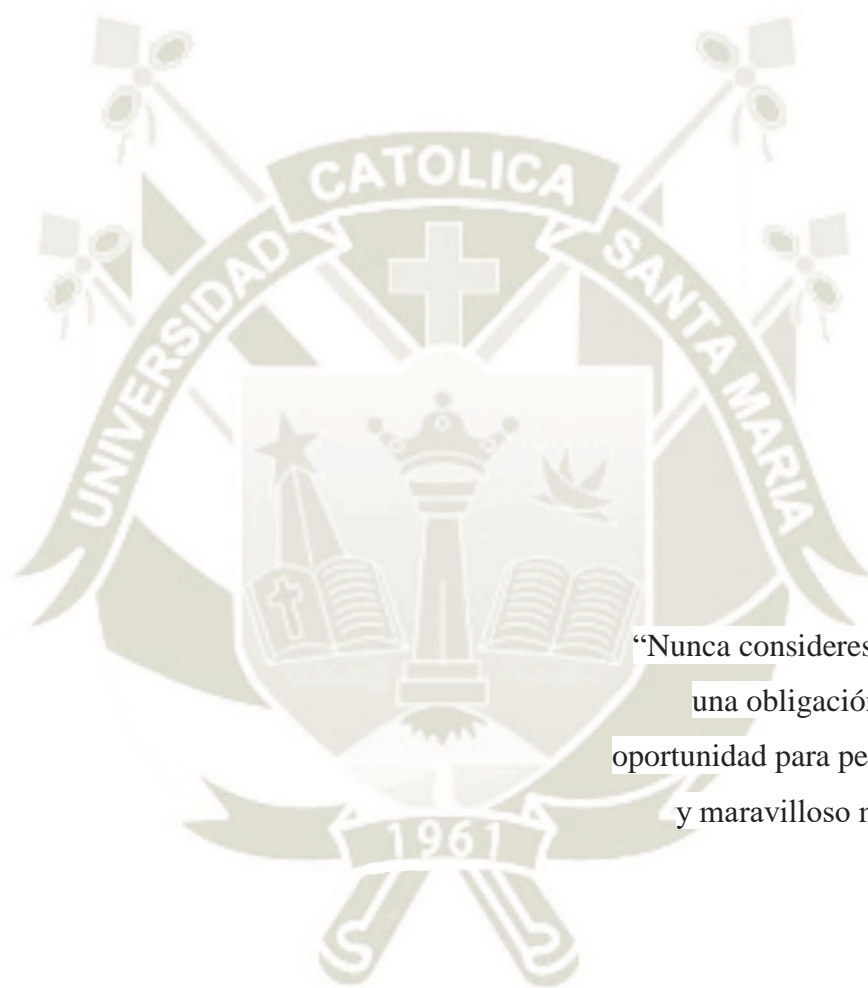 CATOLICA
UNIVERSIDAD
SANTA MARIA
“Nunca consideres
una obligación
oportunidad para pe
y maravilloso
1961